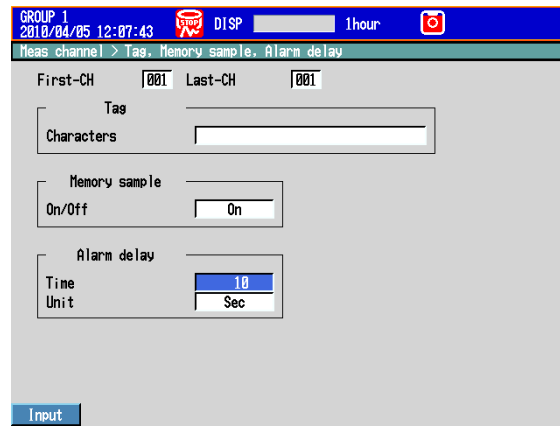 GROUP 1
2010/04/05 12:07:43 STOP DISP 1hour
Meas channel > Tag, Memory sample, Alarm delay
First-CH 001 Last-CH 001
Tag
Characters
Memory sample
On/Off On
Alarm delay
Time 10
Unit Sec
Input